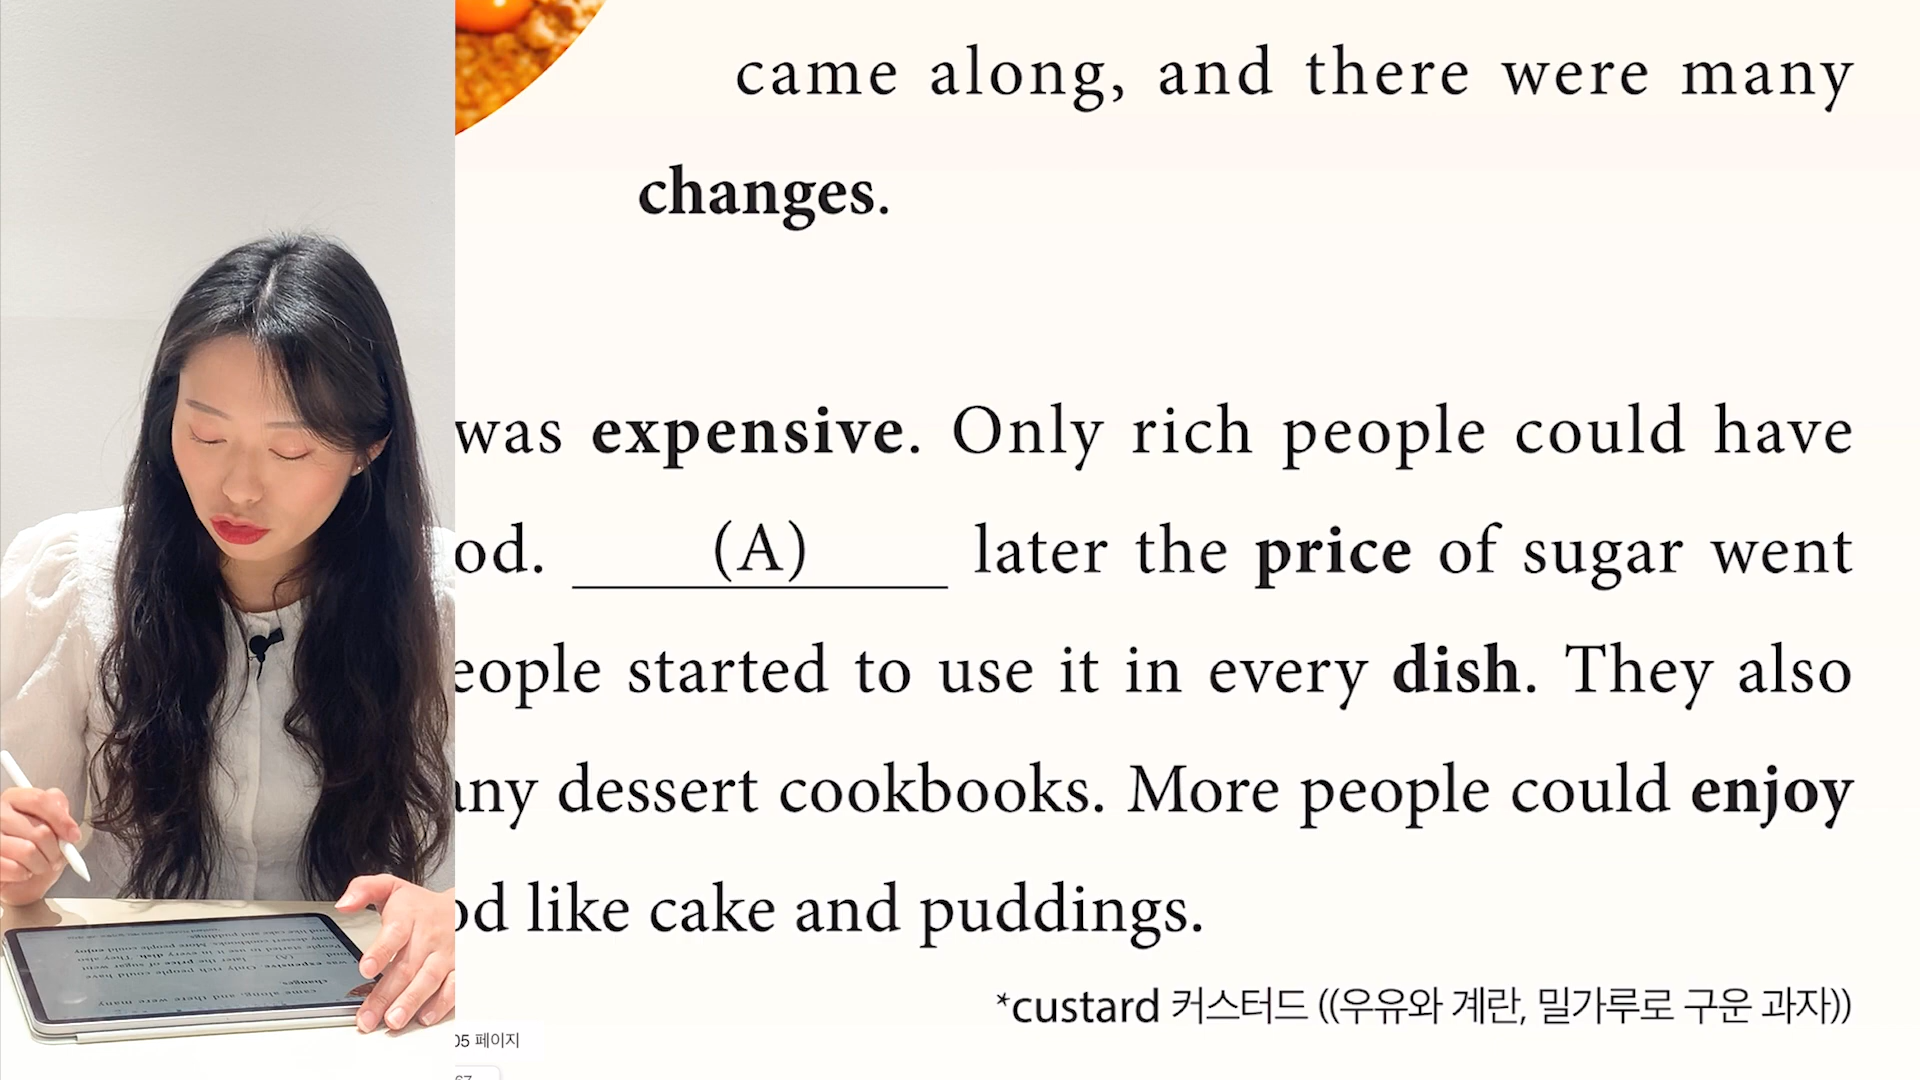 came along, and there were many
changes.
was expensive. Only rich people could have
od. (A) later the price of sugar went
eople started to use it in every dish. They also
any dessert cookbooks. More people could enjoy
od like cake and puddings.
*custard 커스터드 ((우유와 계란, 밀가루로 구운 과자))
05 페이지